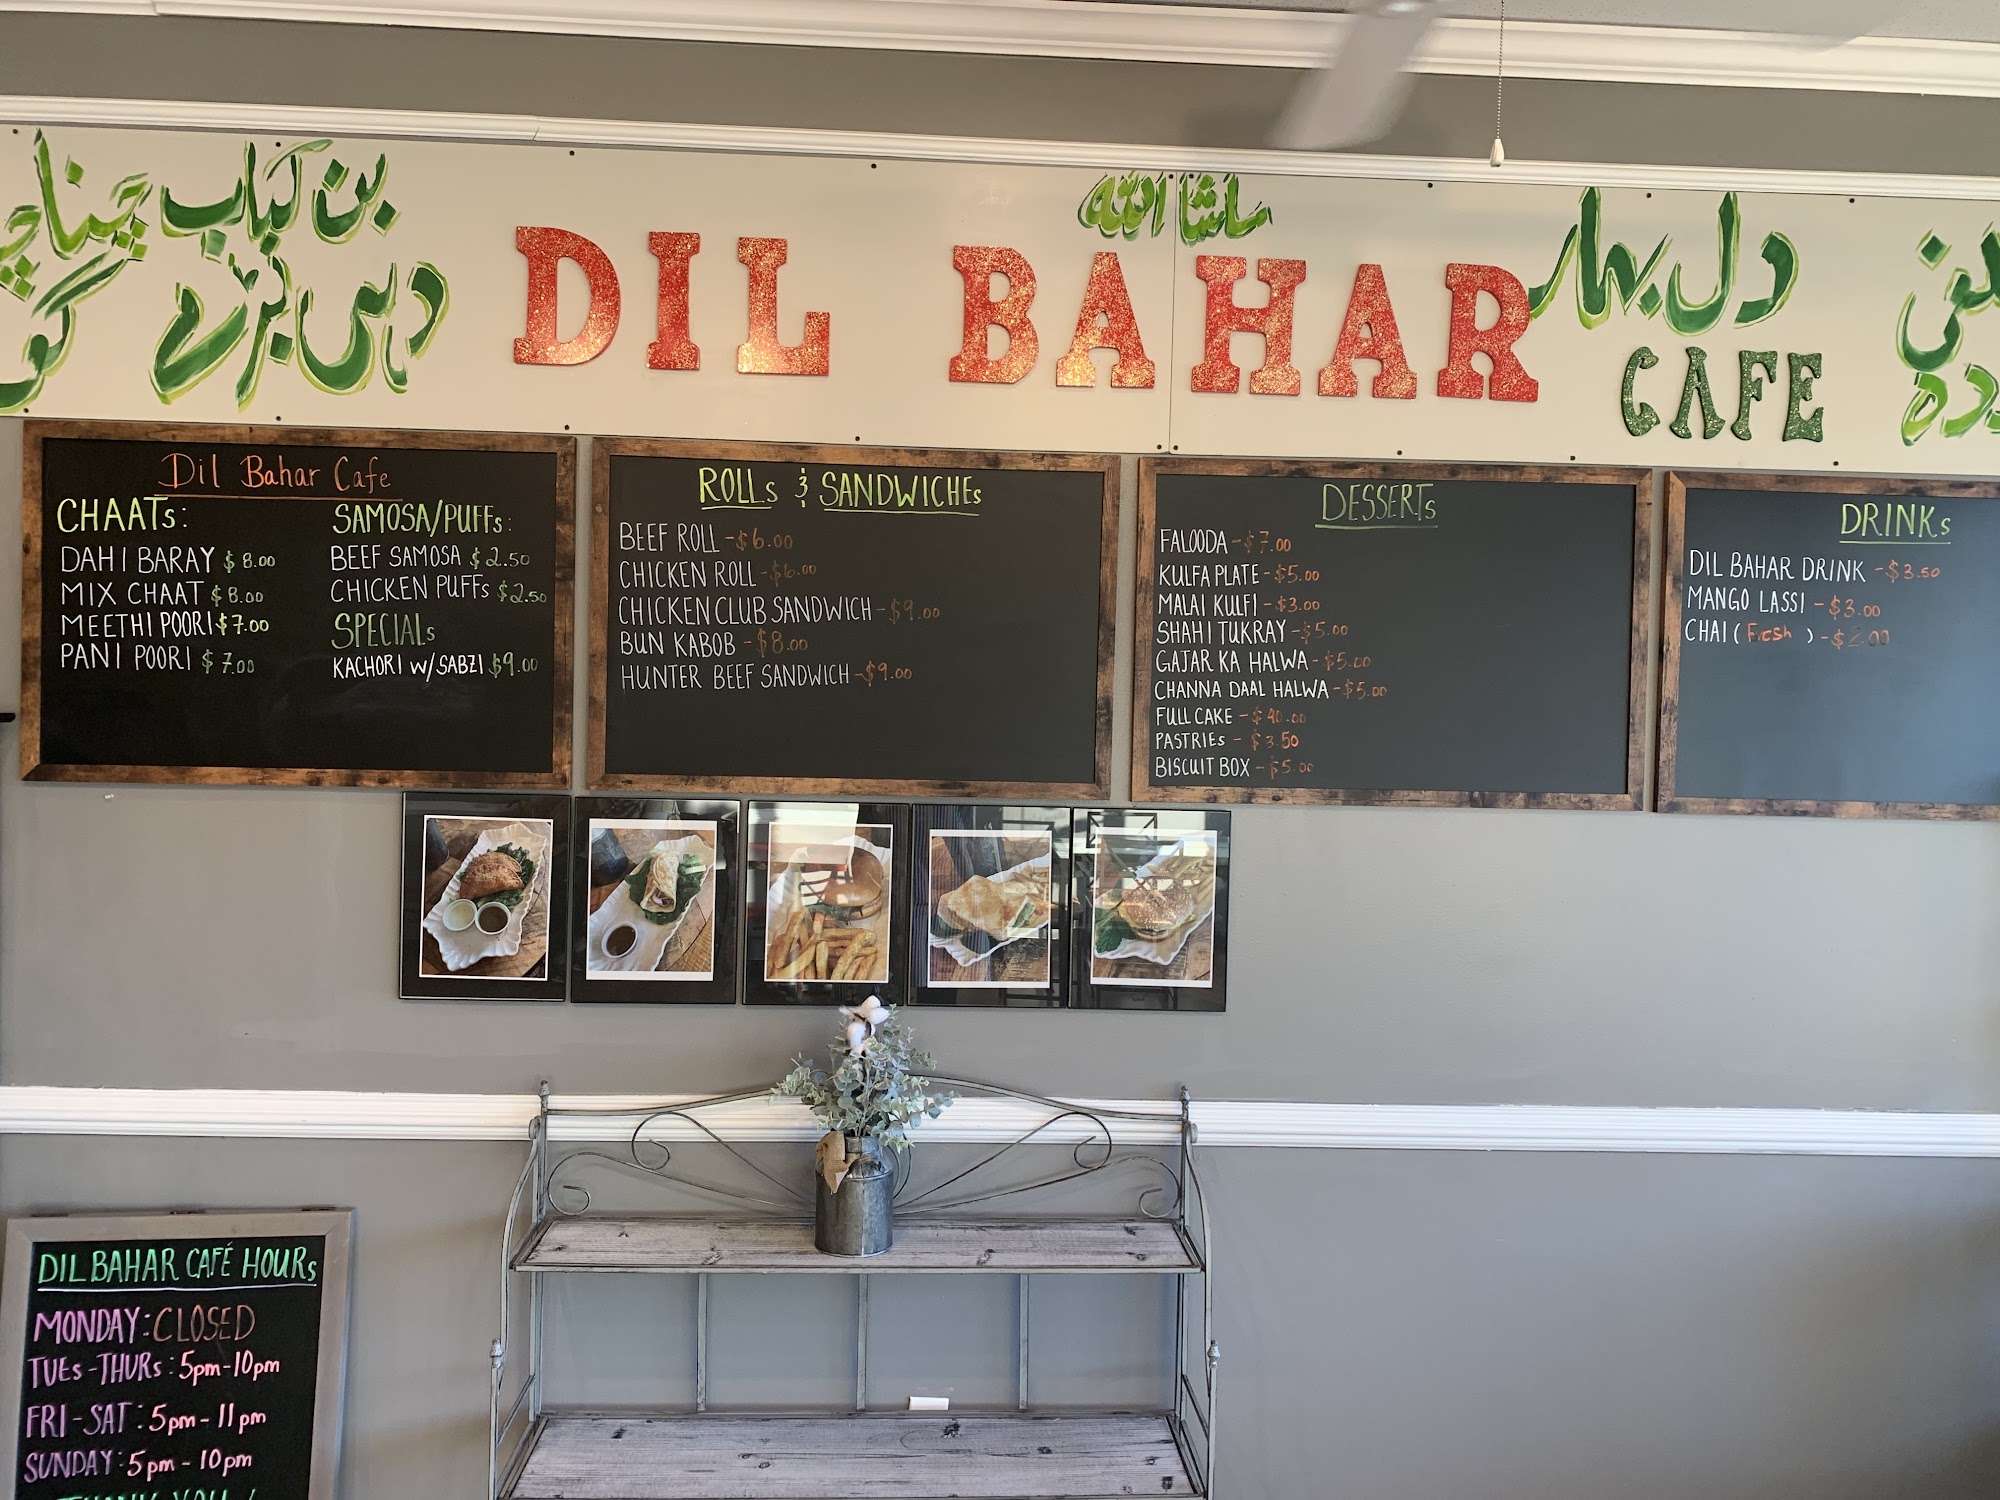 بن کباب چنا
دہی بڑے گو
DIL BAHAR
ماشااللہ
دل بہار
CAFE
Dil Bahar Cafe
CHAATs:
DAHI BARAY $8.00
MIX CHAAT $8.00
MEETHI POORI $7.00
PANI POORI $7.00
SAMOSA/PUFFs:
BEEF SAMOSA $2.50
CHICKEN PUFFs $2.50
SPECIALs
KACHORI W/SABZI $9.00
ROLLs & SANDWICHEs
BEEF ROLL -$6.00
CHICKEN ROLL -$6.00
CHICKEN CLUB SANDWICH -$9.00
BUN KABOB -$8.00
HUNTER BEEF SANDWICH -$9.00
DESSERTs
FALOODA -$7.00
KULFA PLATE -$5.00
MALAI KULFI -$3.00
SHAHI TUKRAY -$5.00
GAJAR KA HALWA -$5.00
CHANNA DAAL HALWA -$5.00
FULL CAKE - $40.00
PASTRIEs - $3.50
BISCUIT BOX -$5.00
DRINKs
DIL BAHAR DRINK -$3.50
MANGO LASSI -$3.00
CHAI (Fresh) -$2.00
DIL BAHAR CAFÉ HOURs
MONDAY: CLOSED
TUEs-THURs: 5pm-10pm
FRI-SAT: 5pm-11pm
SUNDAY: 5pm-10pm
THANK YOU!